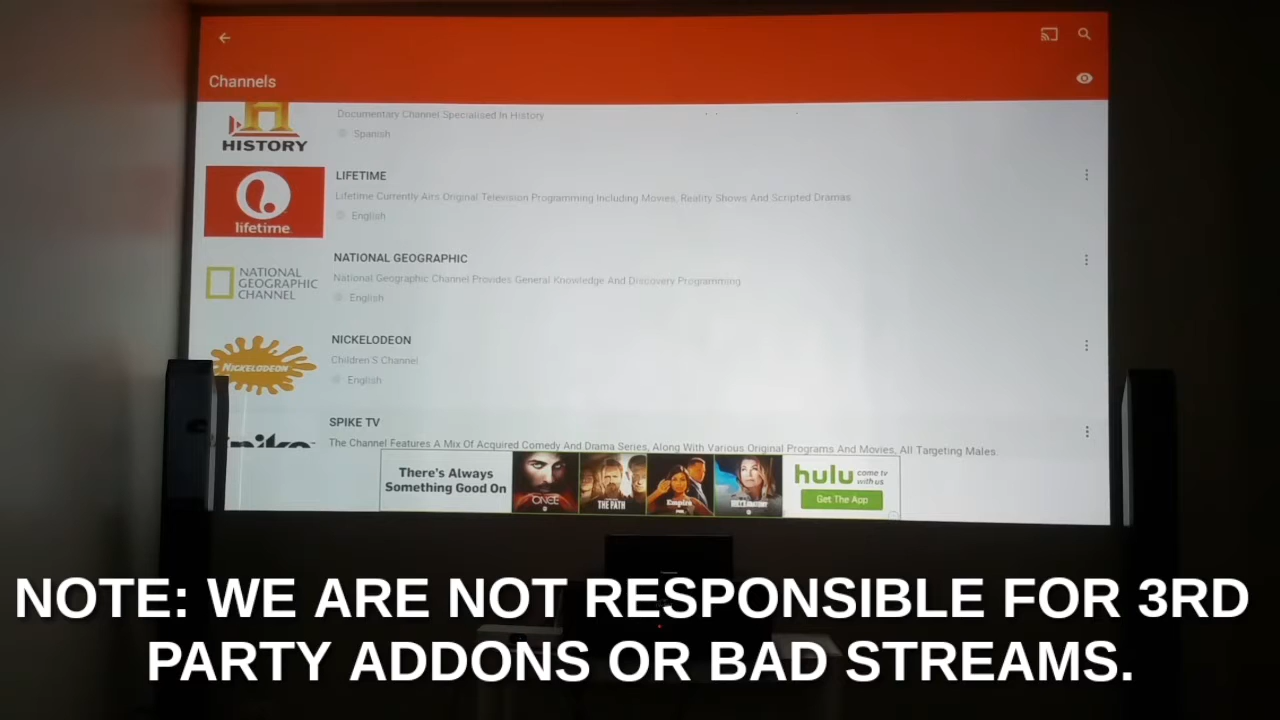 Channels
Documentary Channel Specialised In History
Spanish
HISTORY
LIFETIME
Lifetime Currently Airs Original Television Programming Including Movies, Reality Shows And Scripted Dramas
English
lifetime
NATIONAL GEOGRAPHIC
National Geographic Channel Provides General Knowledge And Discovery Programming
English
NATIONAL
GEOGRAPHIC
CHANNEL
NICKELODEON
Children'S Channel
English
NICKELODEON
SPIKE TV
The Channel Features A Mix Of Acquired Comedy And Drama Series, Along With Various Original Programs And Movies, All Targeting Males.
There's Always
Something Good On
ONCE
THE PATH
Empire
hulu
come tv
with us
Get The App
NOTE: WE ARE NOT RESPONSIBLE FOR 3RD
PARTY ADDONS OR BAD STREAMS.